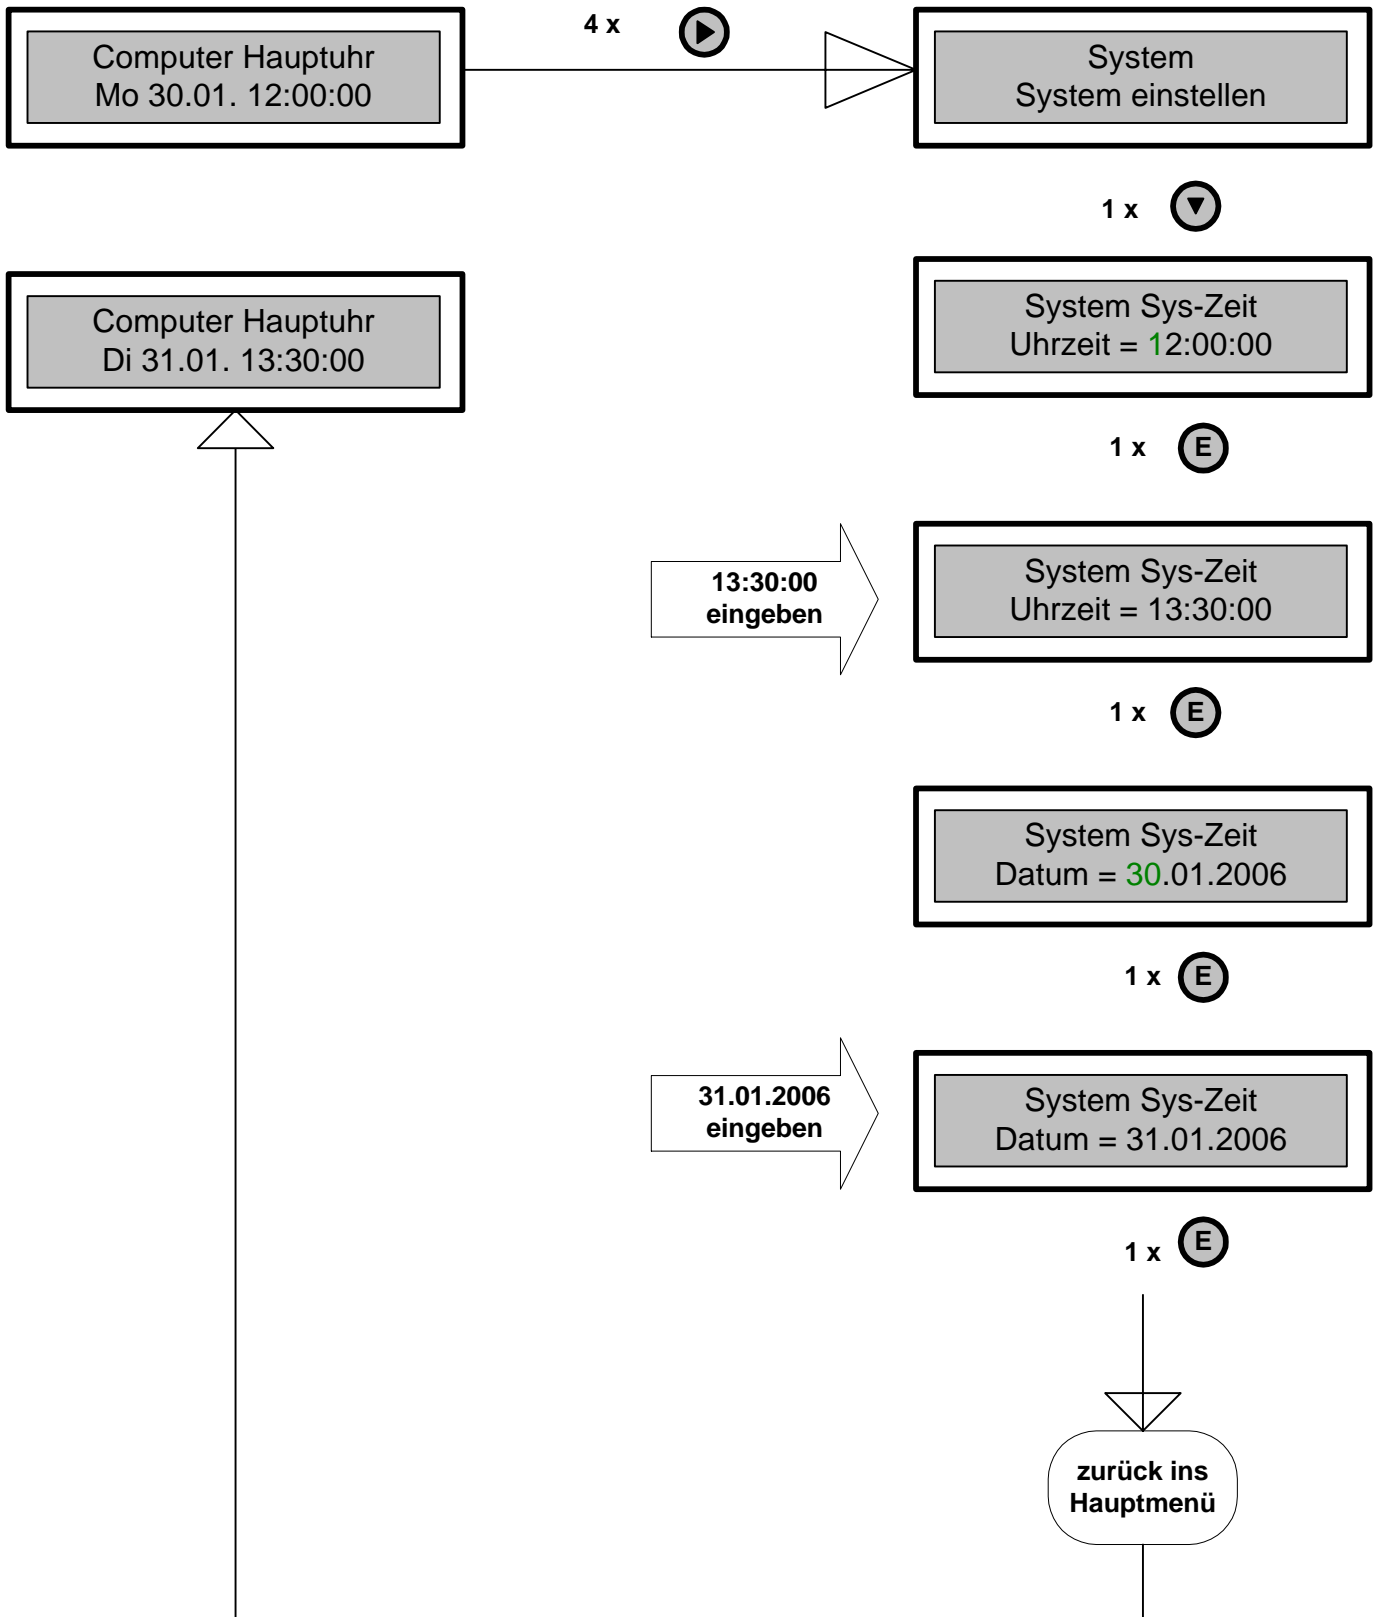 Computer Hauptuhr
Mo 30.01. 12:00:00
4 x
System
System einstellen
1 x
System Sys-Zeit
Uhrzeit = 12:00:00
Computer Hauptuhr
Di 31.01. 13:30:00
1 x
E
13:30:00
eingeben
System Sys-Zeit
Uhrzeit = 13:30:00
1 x
E
System Sys-Zeit
Datum = 30.01.2006
1 x
E
31.01.2006
eingeben
System Sys-Zeit
Datum = 31.01.2006
1 x
E
zurück ins
Hauptmenü